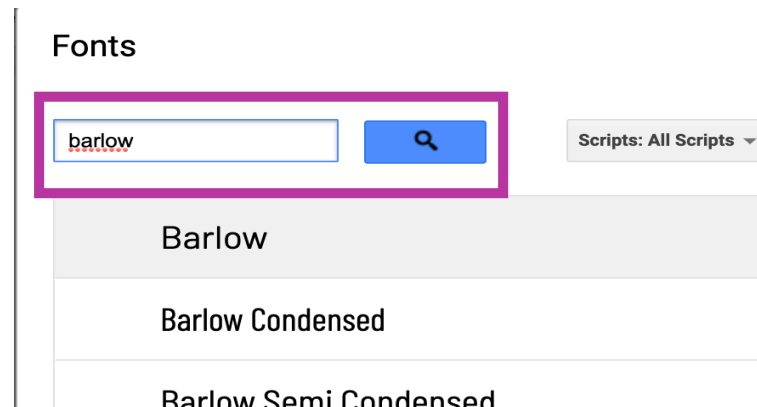 Fonts
barlow
Scripts: All Scripts
Barlow
Barlow Condensed
Barlow Semi Condensed